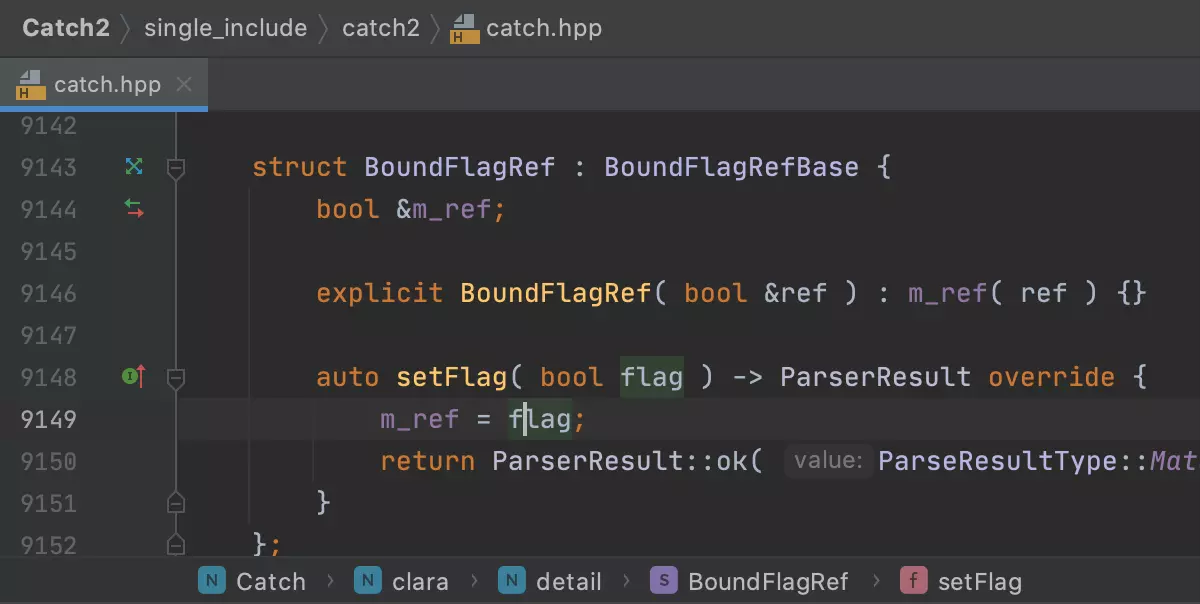 Catch2 single_include catch2 catch.hpp
catch.hpp
9142
9143 struct BoundFlagRef : BoundFlagRefBase {
9144 bool &m_ref;
9145
9146 explicit BoundFlagRef( bool &ref ) : m_ref( ref ) {}
9147
9148 auto setFlag( bool flag ) -> ParserResult override {
9149 m_ref = flag;
9150 return ParserResult::ok( value: ParseResultType::Mat
9151 }
9152 };
N Catch N clara N detail S BoundFlagRef f setFlag